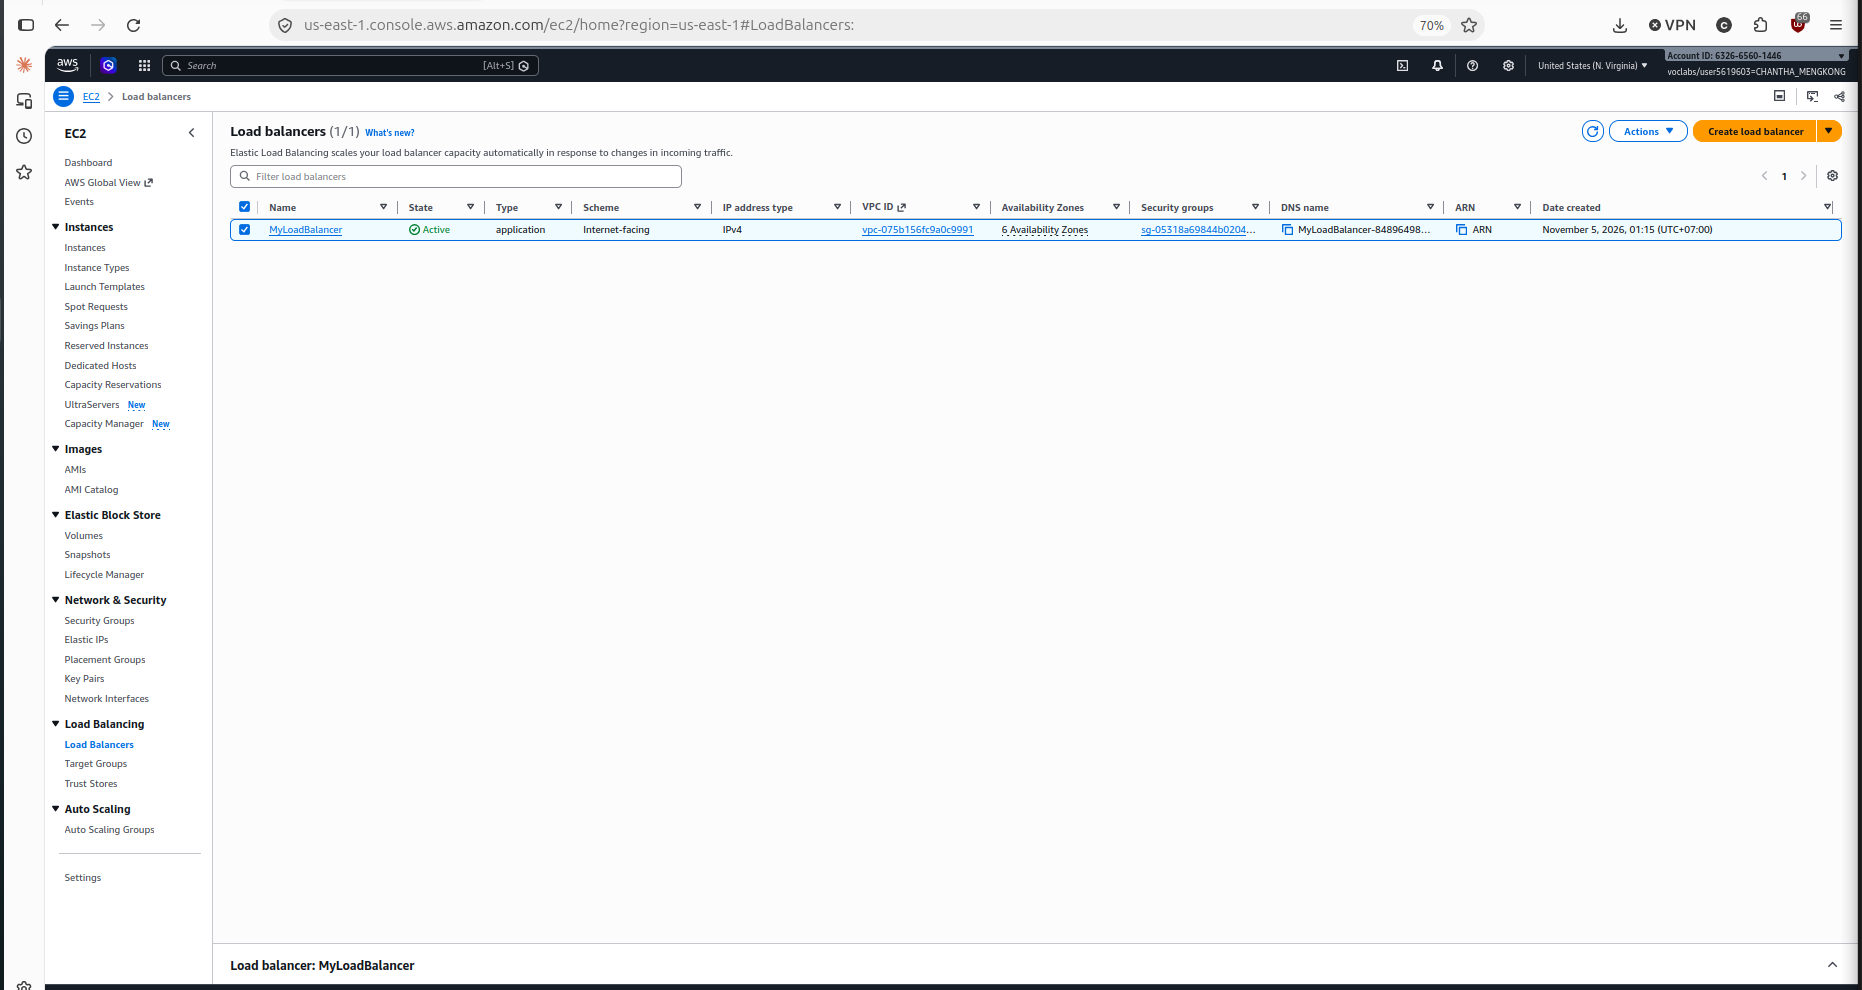 us-east-1.console.aws.amazon.com/ec2/home?region=us-east-1#LoadBalancers:
70%
VPN
C
66
aws
Search
[Alt+S]
United States (N. Virginia)
Account ID: 6326-6560-1446
voclabs/user5619603=CHANTHA_MENGKONG
EC2 > Load balancers
EC2
Dashboard
AWS Global View
Events
Instances
Instances
Instance Types
Launch Templates
Spot Requests
Savings Plans
Reserved Instances
Dedicated Hosts
Capacity Reservations
UltraServers New
Capacity Manager New
Images
AMIs
AMI Catalog
Elastic Block Store
Volumes
Snapshots
Lifecycle Manager
Network & Security
Security Groups
Elastic IPs
Placement Groups
Key Pairs
Network Interfaces
Load Balancing
Load Balancers
Target Groups
Trust Stores
Auto Scaling
Auto Scaling Groups
Settings
Load balancers (1/1) What's new?
Actions
Create load balancer
Elastic Load Balancing scales your load balancer capacity automatically in response to changes in incoming traffic.
Filter load balancers
1
Name State Type Scheme IP address type VPC ID Availability Zones Security groups DNS name ARN Date created
MyLoadBalancer Active application Internet-facing IPv4 vpc-075b156fc9a0c9991 6 Availability Zones sg-05318a69844b0204... MyLoadBalancer-84896498... ARN November 5, 2026, 01:15 (UTC+07:00)
Load balancer: MyLoadBalancer